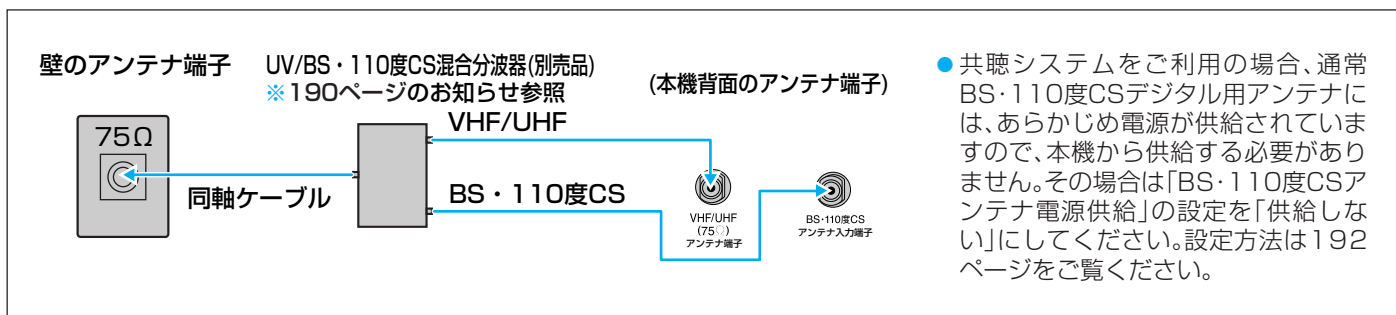 壁のアンテナ端子
UV/BS・110度CS混合分波器(別売品)
※190ページのお知らせ参照
(本機背面のアンテナ端子)
75Ω
VHF/UHF
同軸ケーブル
BS・110度CS
VHF/UHF
(75Ω)
アンテナ端子
BS·110度CS
アンテナ入力端子
●共聴システムをご利用の場合、通常
BS·110度CSデジタル用アンテナに
は、あらかじめ電源が供給されていま
すので、本機から供給する必要があり
ません。その場合は「BS·110度CSア
ンテナ電源供給」の設定を「供給しな
い」にしてください。設定方法は192
ページをご覧ください。